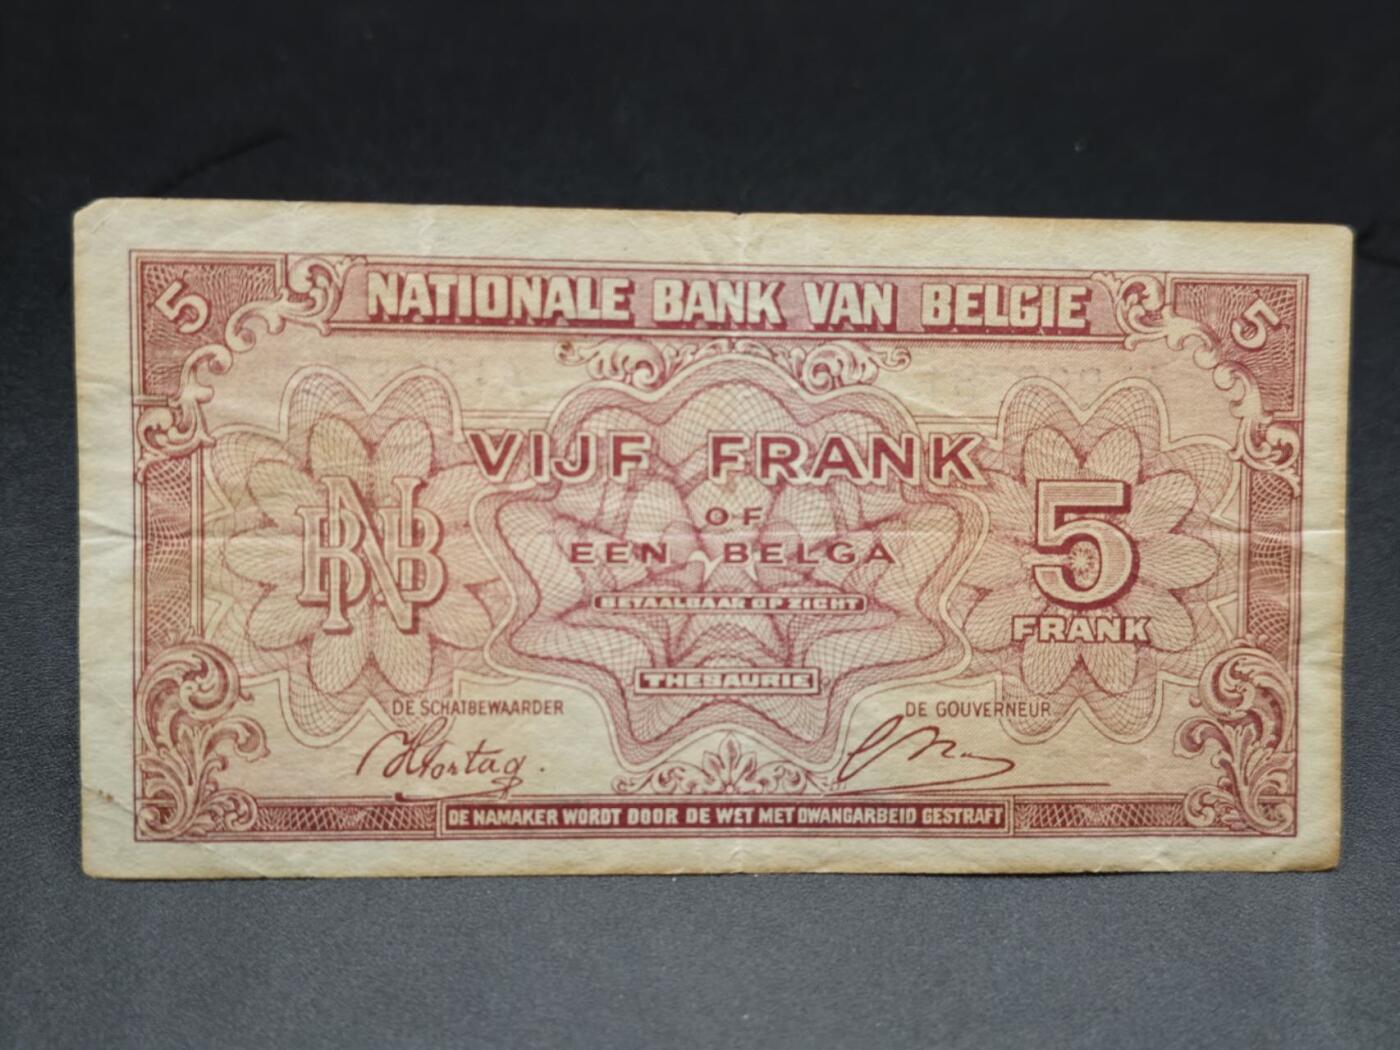 5
NATIONALE BANK VAN BELGIE
5
VIJF FRANK
OF
EEN BELGA
BETAALBAAR OP ZICHT
THESAURIE
BNB
5
FRANK
DE SCHATBEWAARDER
DE GOUVERNEUR
DE NAMAKER WORDT DOOR DE WET MET DWANGARBEID GESTRAFT